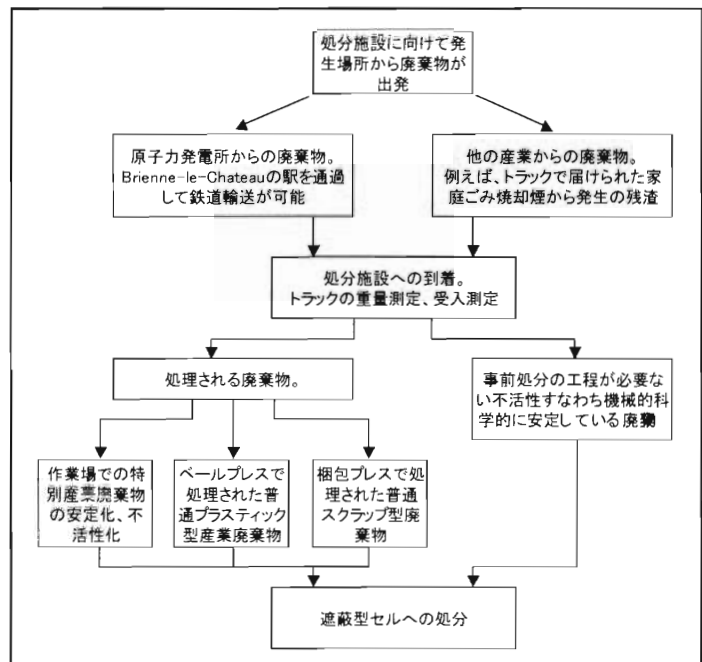 処分施設に向けて発
生場所から廃棄物が
出発
原子力発電所からの廃棄物。
Brienne-le-Chateauの駅を通過
して鉄道輸送が可能
他の産業からの廃棄物。
例えば、トラックで届けられた家
庭ごみ焼却煙から発生の残渣
処分施設への到着。
トラックの重量測定、受入測定
処理される廃棄物。
事前処分の工程が必要な
い不活性すなわち機械的科
学的に安定している廃棄物
作業場での特
別産業廃棄物
の安定化、不
活性化
ベールプレスで
処理された普
通プラスティック
型産業廃棄物
梱包プレスで処
理された普通
スクラップ型廃
棄物
遮蔽型セルへの処分